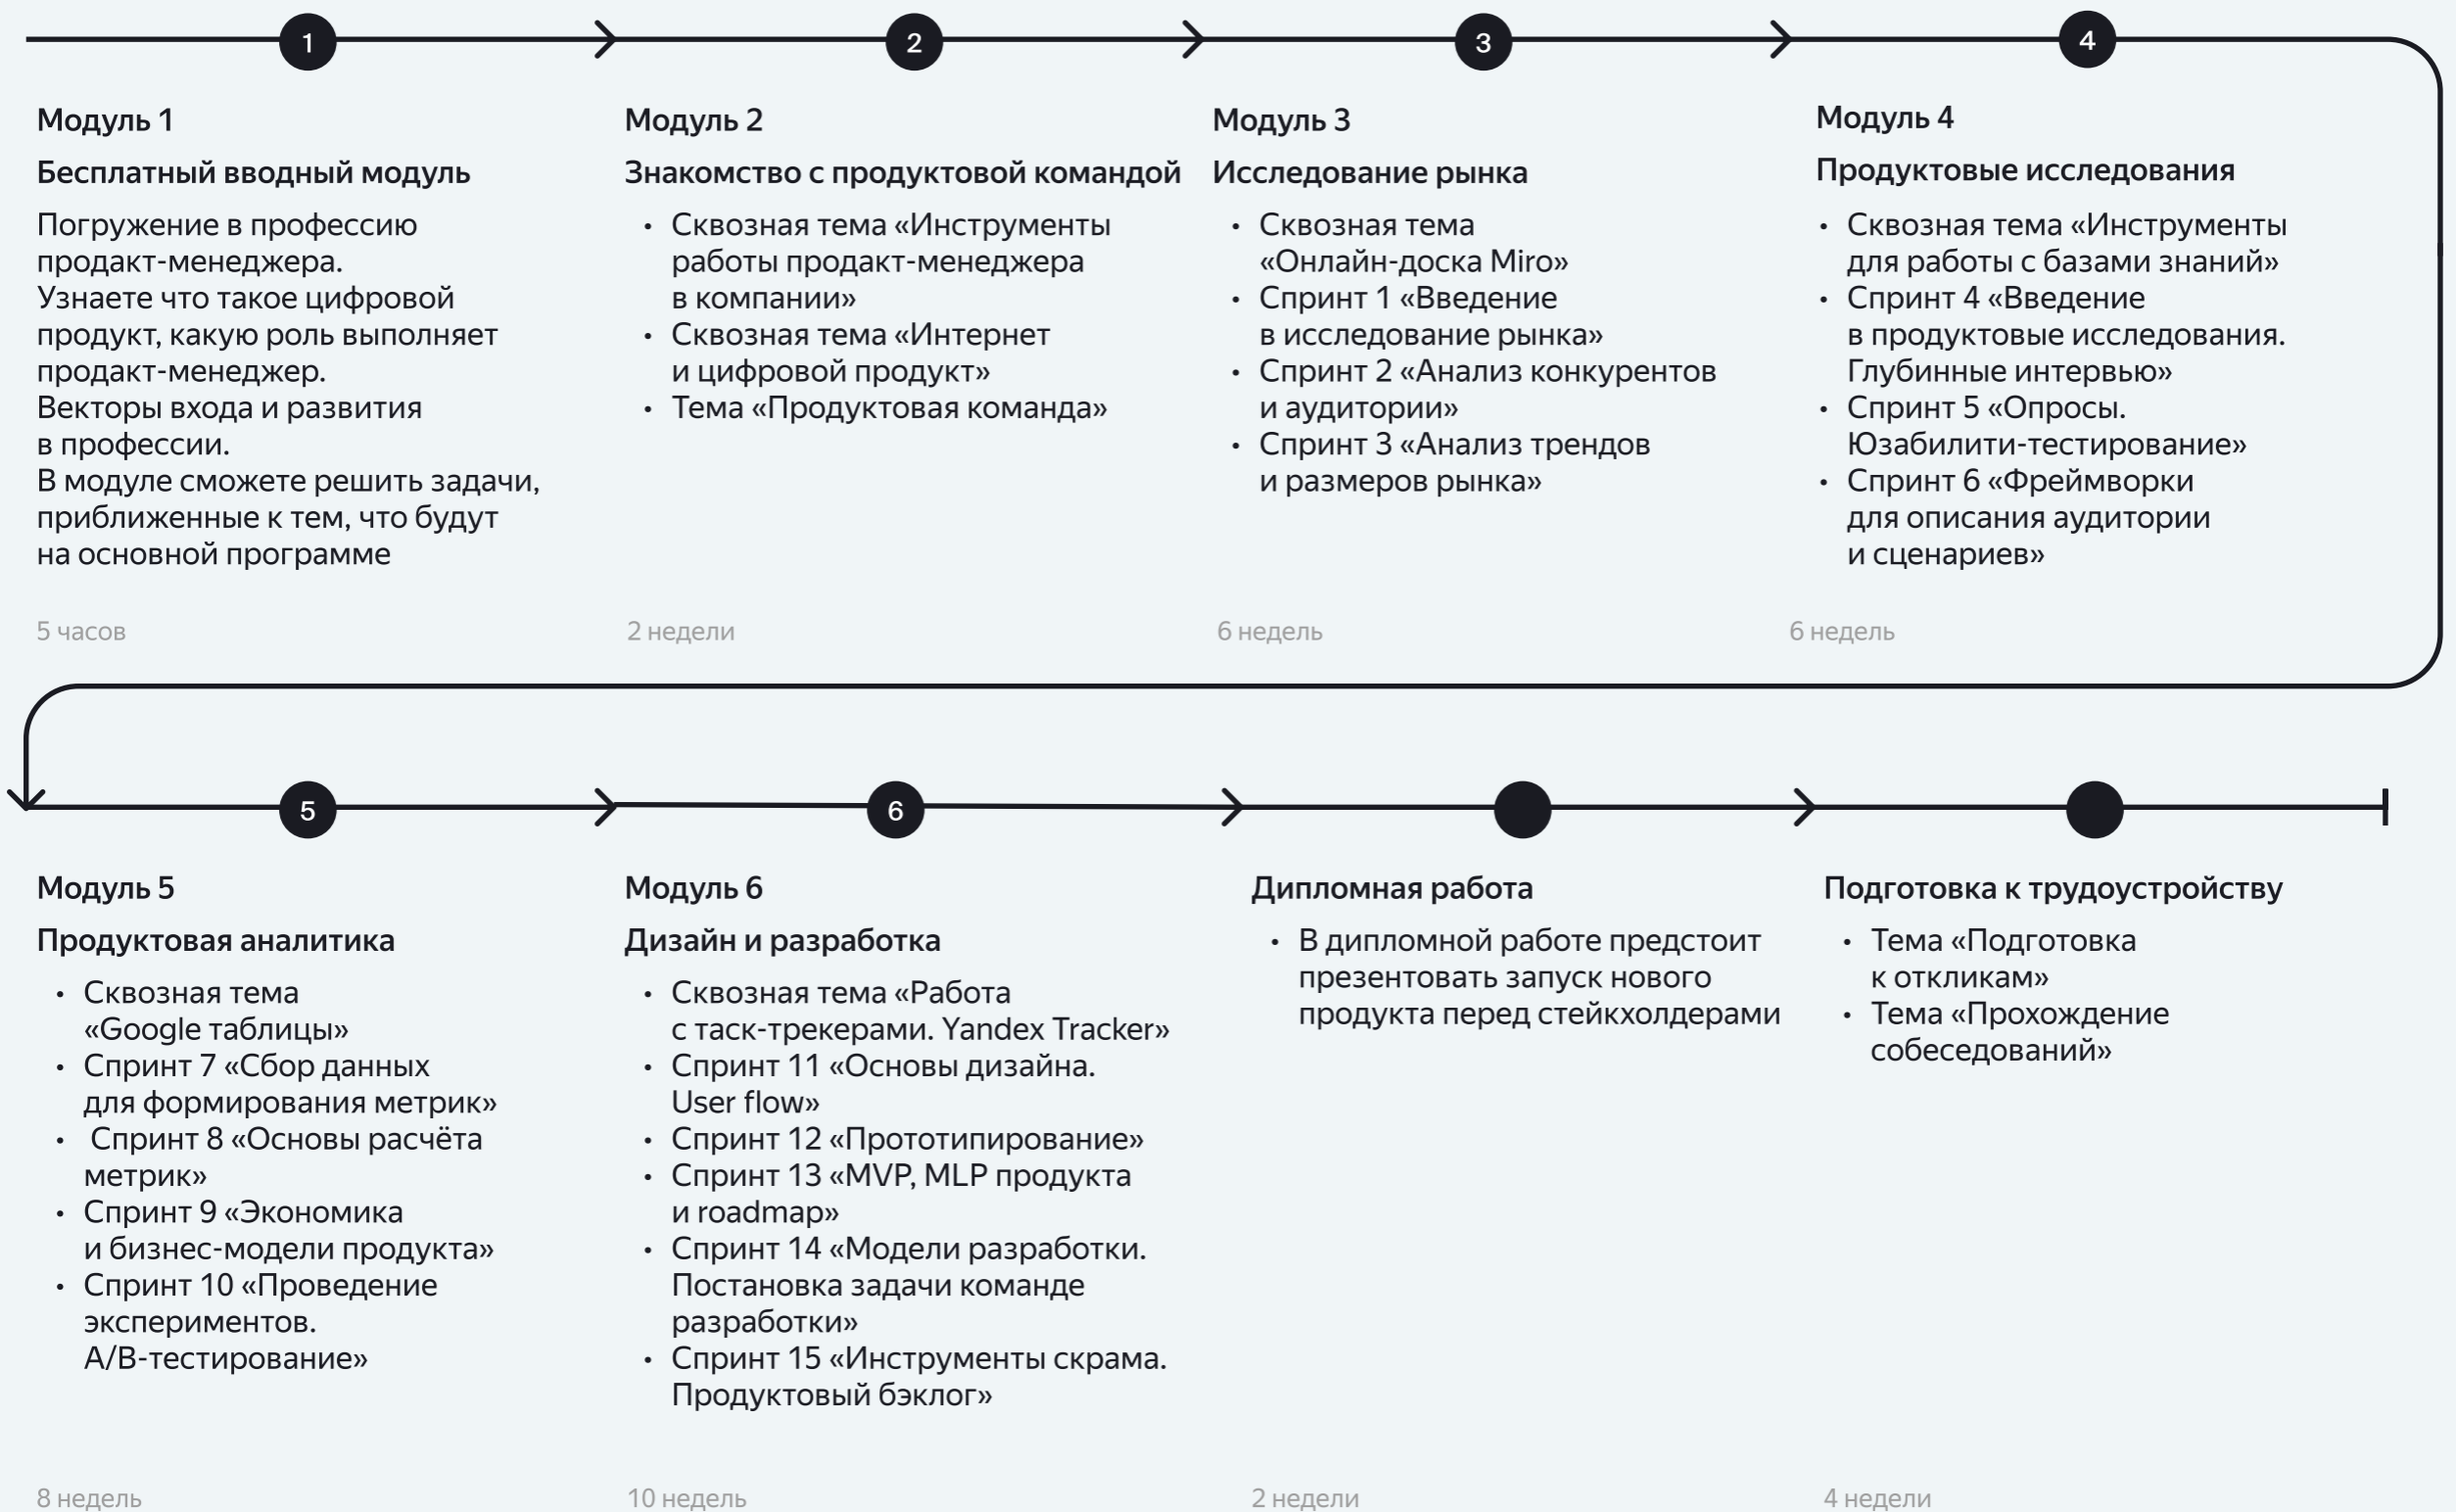 1
Модуль 1
Бесплатный вводный модуль
Погружение в профессию
продакт-менеджера.
Узнаете что такое цифровой
продукт, какую роль выполняет
продакт-менеджер.
Векторы входа и развития
в профессии.
В модуле сможете решить задачи,
приближенные к тем, что будут
на основной программе
5 часов
2
Модуль 2
Знакомство с продуктовой командой
• Сквозная тема «Инструменты
работы продакт-менеджера
в компании»
• Сквозная тема «Интернет
и цифровой продукт»
• Тема «Продуктовая команда»
2 недели
3
Модуль 3
Исследование рынка
• Сквозная тема
«Онлайн-доска Miro»
• Спринт 1 «Введение
в исследование рынка»
• Спринт 2 «Анализ конкурентов
и аудитории»
• Спринт 3 «Анализ трендов
и размеров рынка»
6 недель
4
Модуль 4
Продуктовые исследования
• Сквозная тема «Инструменты
для работы с базами знаний»
• Спринт 4 «Введение
в продуктовые исследования.
Глубинные интервью»
• Спринт 5 «Опросы.
Юзабилити-тестирование»
• Спринт 6 «Фреймворки
для описания аудитории
и сценариев»
6 недель
5
Модуль 5
Продуктовая аналитика
• Сквозная тема
«Google таблицы»
• Спринт 7 «Сбор данных
для формирования метрик»
• Спринт 8 «Основы расчёта
метрик»
• Спринт 9 «Экономика
и бизнес-модели продукта»
• Спринт 10 «Проведение
экспериментов.
А/В-тестирование»
8 недель
6
Модуль 6
Дизайн и разработка
• Сквозная тема «Работа
с таск-трекерами. Yandex Tracker»
• Спринт 11 «Основы дизайна.
User flow»
• Спринт 12 «Прототипирование»
• Спринт 13 «MVP, MLP продукта
и roadmap»
• Спринт 14 «Модели разработки.
Постановка задачи команде
разработки»
• Спринт 15 «Инструменты скрама.
Продуктовый бэклог»
10 недель
Дипломная работа
• В дипломной работе предстоит
презентовать запуск нового
продукта перед стейкхолдерами
2 недели
Подготовка к трудоустройству
• Тема «Подготовка
к откликам»
• Тема «Прохождение
собеседований»
4 недели